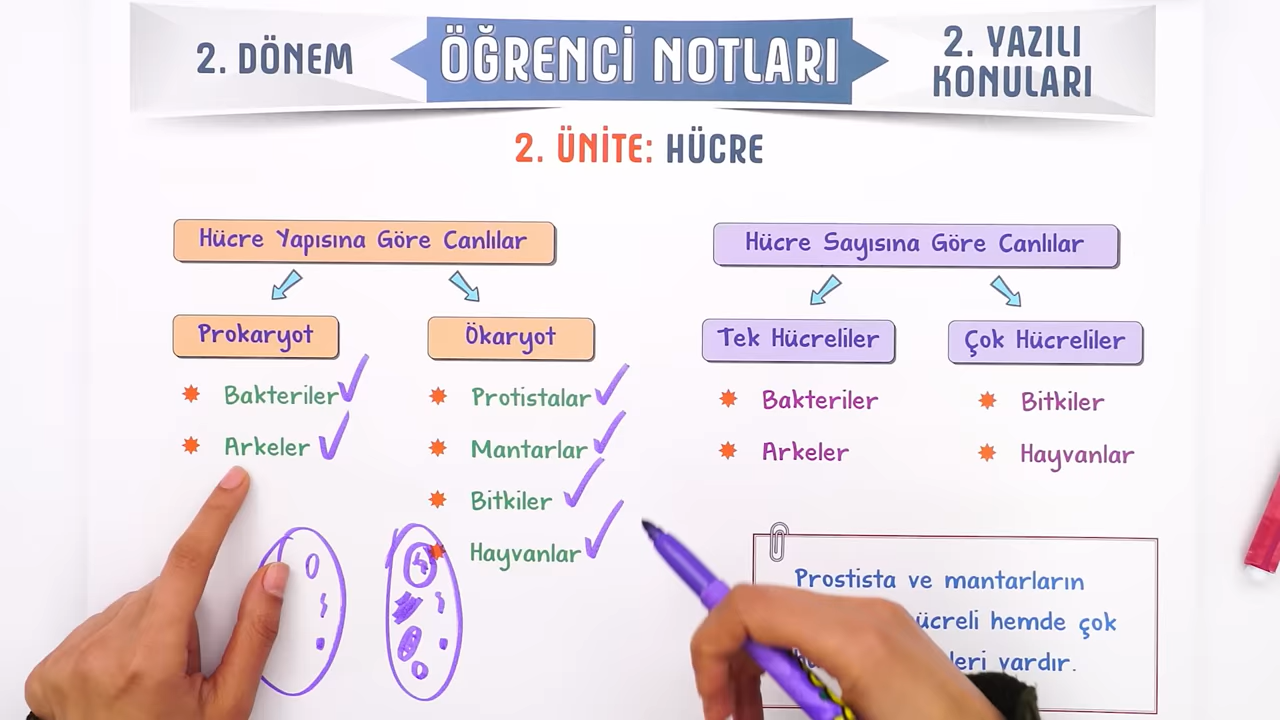 2. DÖNEM
ÖĞRENCİ NOTLARI
2. YAZILI
KONULARI
2. ÜNİTE: HÜCRE
Hücre Yapısına Göre Canlılar
Prokaryot
Bakteriler
Arkeler
Ökaryot
Protistalar
Mantarlar
Bitkiler
Hayvanlar
Hücre Sayısına Göre Canlılar
Tek Hücreliler
Bakteriler
Arkeler
Çok Hücreliler
Bitkiler
Hayvanlar
Prostista ve mantarların
hemde çok
vardır.